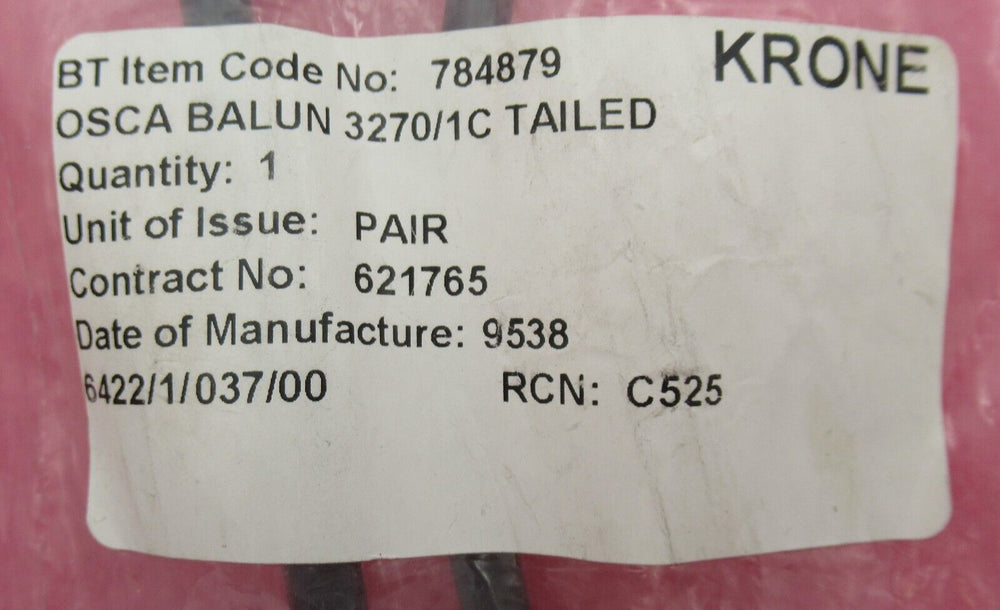 BT Item Code No: 784879 KRONE
OSCA BALUN 3270/1C TAILED
Quantity: 1
Unit of Issue: PAIR
Contract No: 621765
Date of Manufacture: 9538
6422/1/037/00 RCN: C525